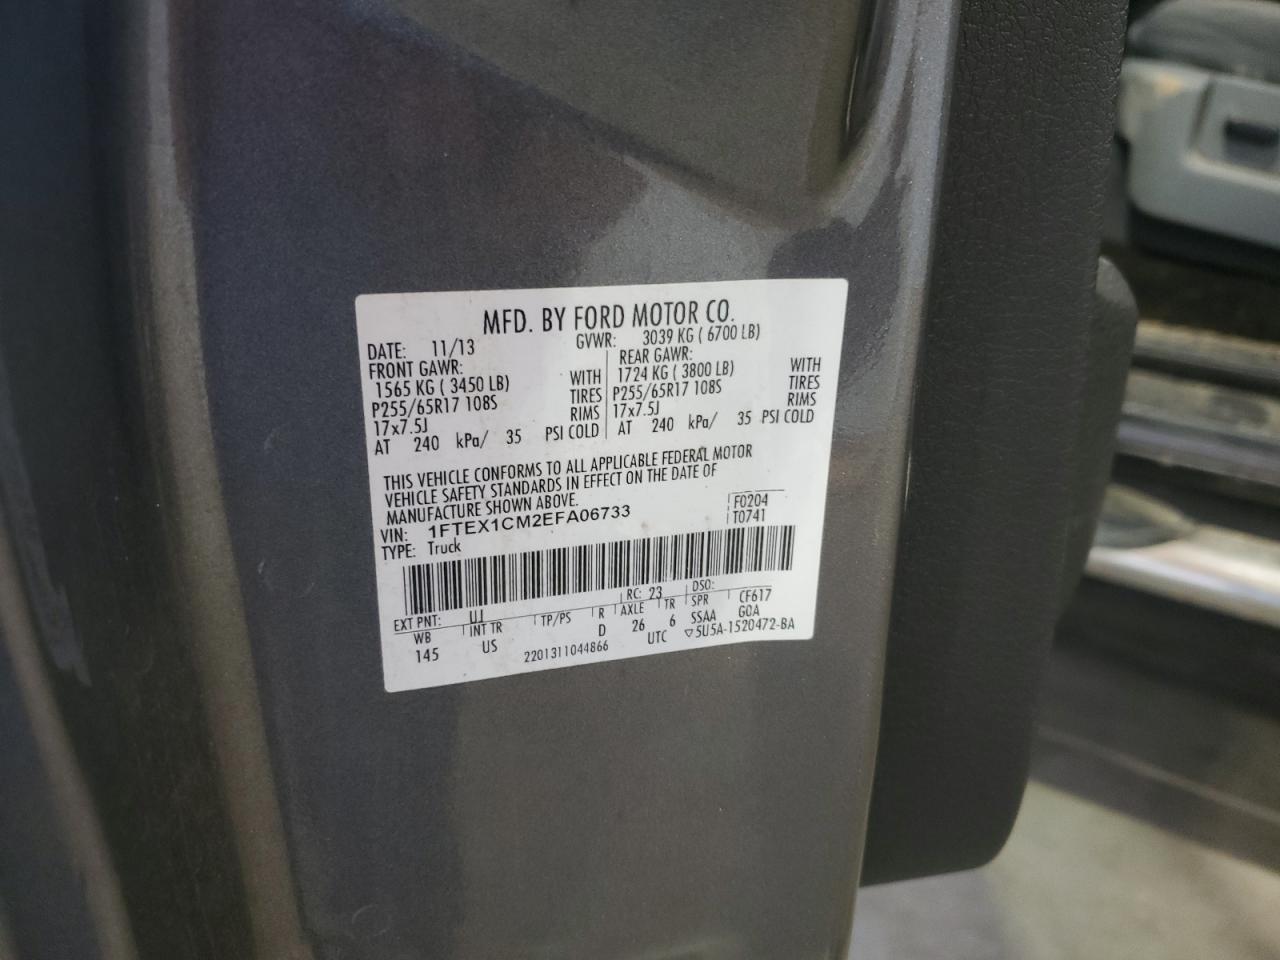 MFD. BY FORD MOTOR CO.
DATE: 11/13 GVWR: 3039 KG ( 6700 LB)
FRONT GAWR: REAR GAWR:
1565 KG ( 3450 LB) WITH 1724 KG ( 3800 LB) WITH
P255/65R17 108S TIRES P255/65R17 108S TIRES
17x7.5J RIMS 17x7.5J RIMS
AT 240 kPa/ 35 PSI COLD AT 240 kPa/ 35 PSI COLD
THIS VEHICLE CONFORMS TO ALL APPLICABLE FEDERAL MOTOR
VEHICLE SAFETY STANDARDS IN EFFECT ON THE DATE OF
MANUFACTURE SHOWN ABOVE.
VIN: 1FTEX1CM2EFA06733 F0204
TYPE: Truck T0741
EXT PNT: UJ RC: 23 DSO:
WB INT TR TP/PS R AXLE TR SPR CF617
145 US D 26 6 SSAA GOA
2201311044866 UTC ▽5U5A-1520472-BA